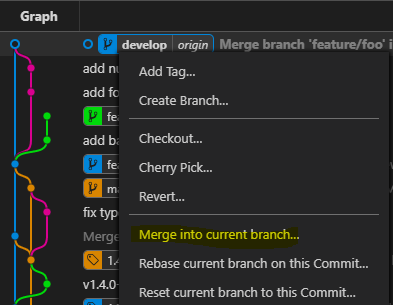 Graph
develop origin Merge branch 'feature/foo' i
add nu
Add Tag...
add fo
Create Branch...
fea
Checkout...
add ba
Cherry Pick...
fea
ma
Revert...
fix typ
Merge
Merge into current branch...
1.4
Rebase current branch on this Commit...
v1.4.0
Reset current branch to this Commit...